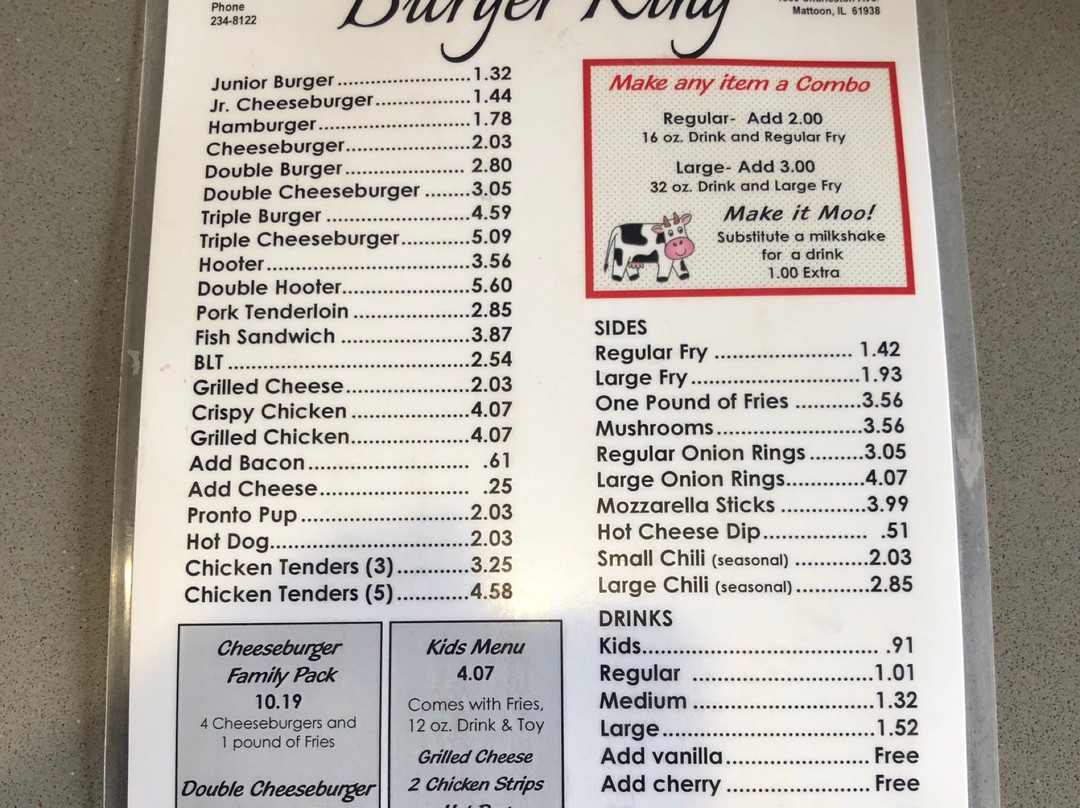 Phone
234-8122
Burger King
Mattoon, IL 61938
Junior Burger 1.32
Jr. Cheeseburger 1.44
Hamburger 1.78
Cheeseburger 2.03
Double Burger 2.80
Double Cheeseburger 3.05
Triple Burger 4.59
Triple Cheeseburger 5.09
Hooter 3.56
Double Hooter 5.60
Pork Tenderloin 2.85
Fish Sandwich 3.87
BLT 2.54
Grilled Cheese 2.03
Crispy Chicken 4.07
Grilled Chicken 4.07
Add Bacon .61
Add Cheese .25
Pronto Pup 2.03
Hot Dog 2.03
Chicken Tenders (3) 3.25
Chicken Tenders (5) 4.58
Cheeseburger
Family Pack
10.19
4 Cheeseburgers and
1 pound of Fries
Double Cheeseburger
Kids Menu
4.07
Comes with Fries,
12 oz. Drink & Toy
Grilled Cheese
2 Chicken Strips
Make any item a Combo
Regular- Add 2.00
16 oz. Drink and Regular Fry
Large- Add 3.00
32 oz. Drink and Large Fry
Make it Moo!
Substitute a milkshake
for a drink
1.00 Extra
SIDES
Regular Fry 1.42
Large Fry 1.93
One Pound of Fries 3.56
Mushrooms 3.56
Regular Onion Rings 3.05
Large Onion Rings 4.07
Mozzarella Sticks 3.99
Hot Cheese Dip .51
Small Chili (seasonal) 2.03
Large Chili (seasonal) 2.85
DRINKS
Kids .91
Regular 1.01
Medium 1.32
Large 1.52
Add vanilla Free
Add cherry Free